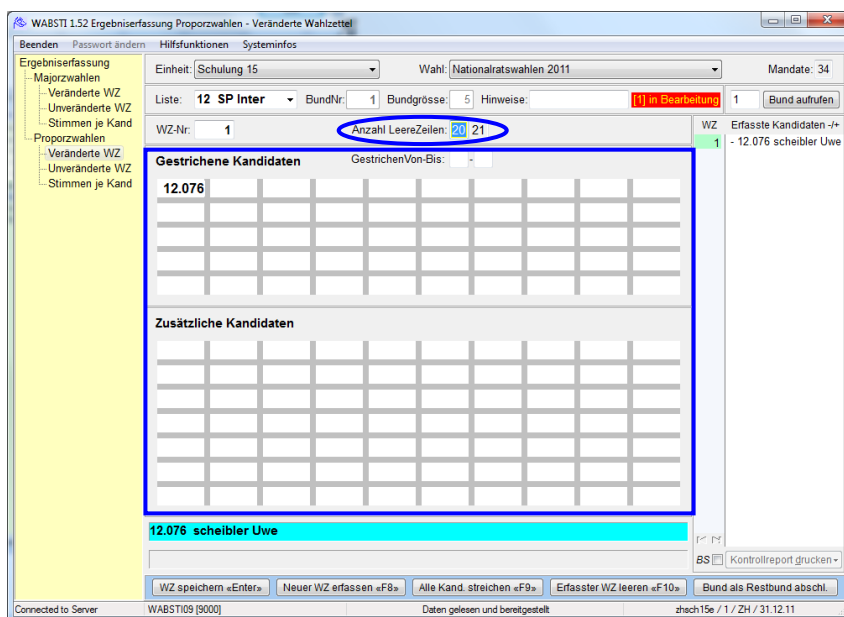 WABSTI 1.52 Ergebniserfassung Proporzwahlen - Veränderte Wahlzettel
Beenden Passwort ändern Hilfsfunktionen Systeminfos
Ergebniserfassung
Majorzwahlen
Veränderte WZ
Unveränderte WZ
Stimmen je Kand
Proporzwahlen
Veränderte WZ
Unveränderte WZ
Stimmen je Kand
Einheit: Schulung 15 Wahl: Nationalratswahlen 2011 Mandate: 34
Liste: 12 SP Inter BundNr: 1 Bundgrösse: 5 Hinweise: [1] in Bearbeitung 1 Bund aufrufen
WZ-Nr: 1 Anzahl LeereZeilen: 20 21
WZ Erfasste Kandidaten -/+
1 - 12.076 scheibler Uwe
Gestrichene Kandidaten GestrichenVon-Bis: -
12.076
Zusätzliche Kandidaten
12.076 scheibler Uwe
BS Kontrollreport drucken
WZ speichern «Enter» Neuer WZ erfassen «F8» Alle Kand. streichen «F9» Erfasster WZ leeren «F10» Bund als Restbund abschl.
Connected to Server WABSTI09 [9000] Daten gelesen und bereitgestellt zhsch15e / 1 / ZH / 31.12.11